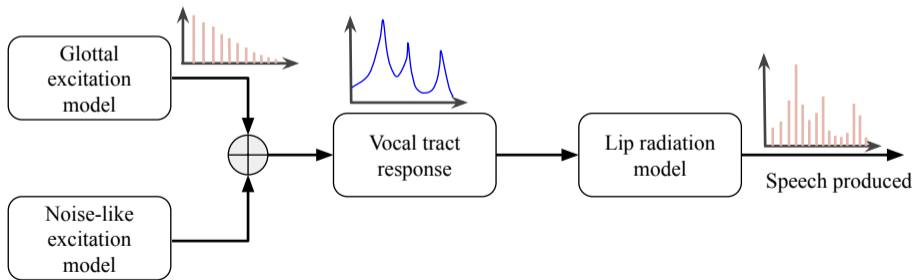 Glottal
excitation
model
Noise-like
excitation
model
Vocal tract
response
Lip radiation
model
Speech produced